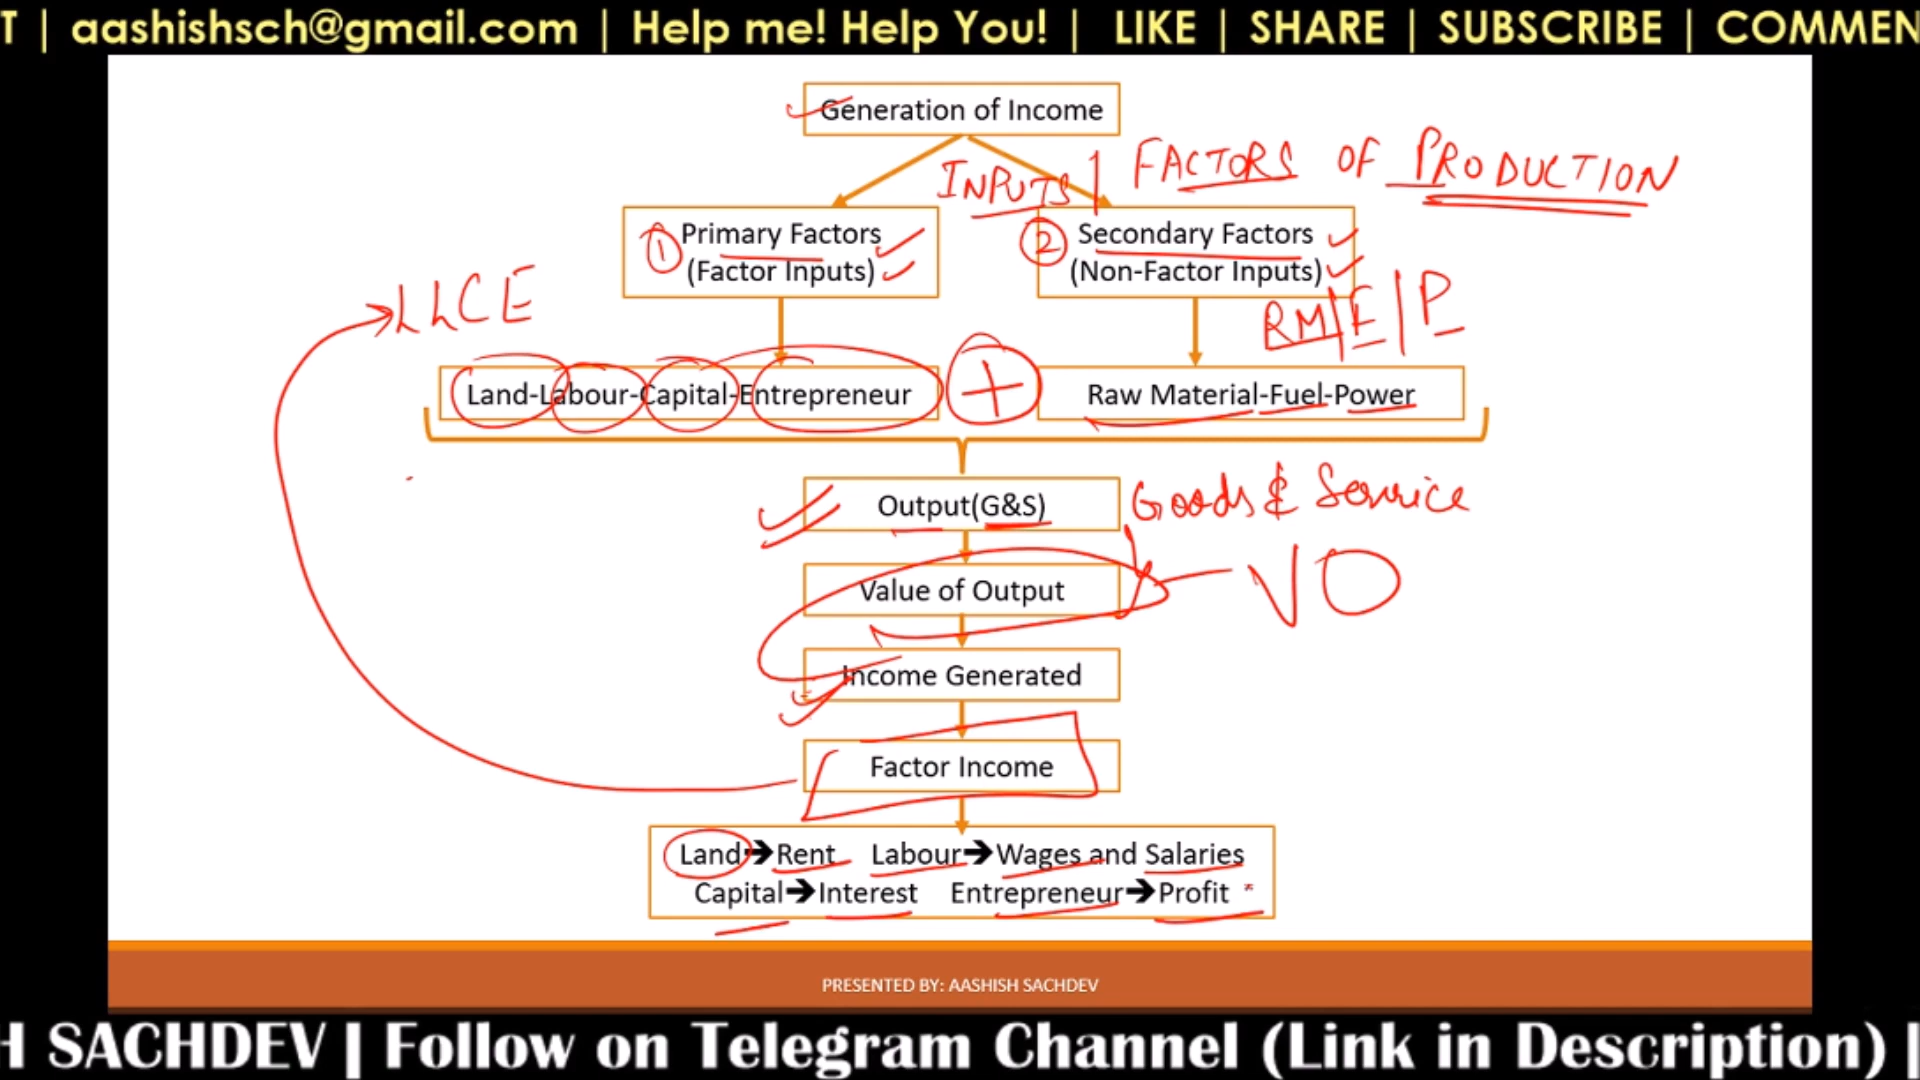 T | aashishsch@gmail.com | Help me! Help You! | LIKE | SHARE | SUBSCRIBE | COMMEN
Generation of Income
INPUTS | FACTORS OF PRODUCTION
1 Primary Factors
(Factor Inputs)
2 Secondary Factors
(Non-Factor Inputs)
LLCE
RM/F/P
Land-Labour-Capital-Entrepreneur
+
Raw Material-Fuel-Power
Output(G&S)
Goods & Service
Value of Output
VO
Income Generated
Factor Income
Land➔Rent Labour➔Wages and Salaries
Capital➔Interest Entrepreneur➔Profit
PRESENTED BY: AASHISH SACHDEV
H SACHDEV | Follow on Telegram Channel (Link in Description) |